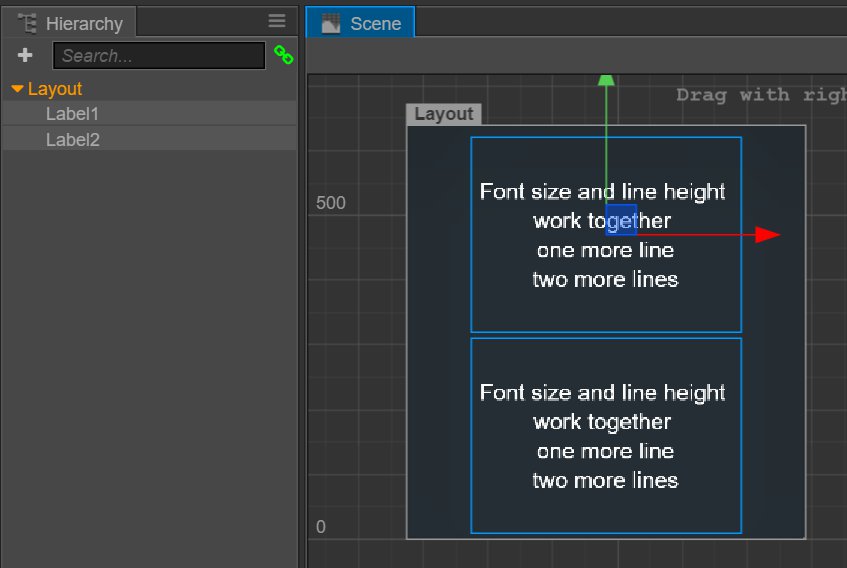 Hierarchy
Search...
Layout
Label1
Label2
Scene
Drag with righ
Layout
500
Font size and line height
work together
one more line
two more lines
Font size and line height
work together
one more line
two more lines
0